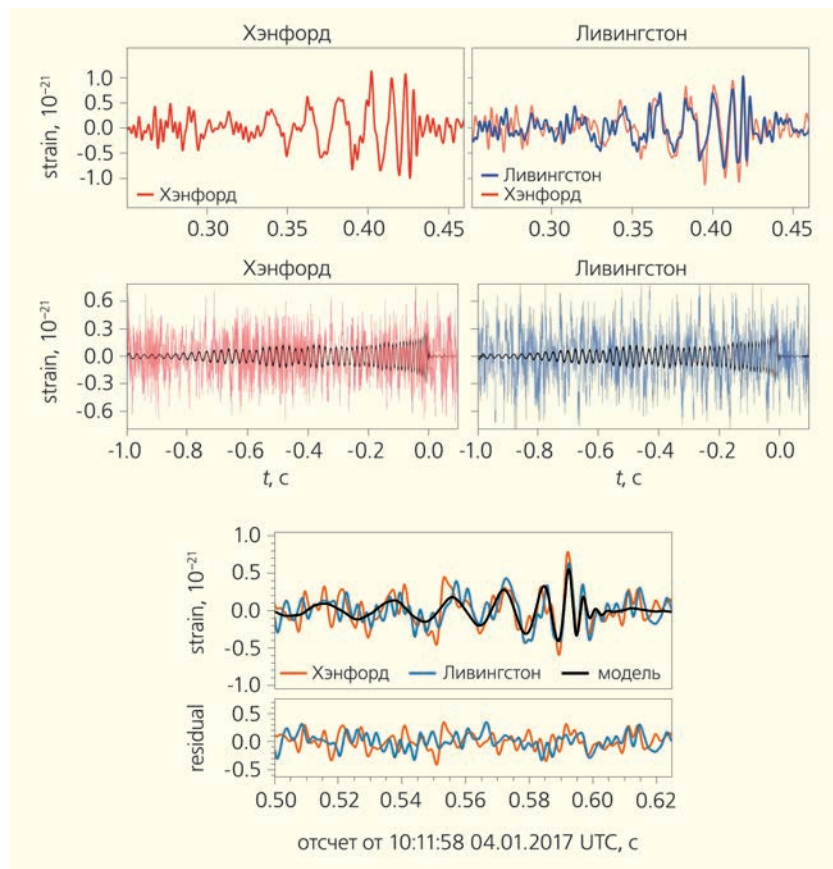 Хэнфорд Ливингстон
strain, 10⁻²¹
1.0
0.5
0.0
-0.5
-1.0
Хэнфорд
Ливингстон
Хэнфорд
0.30 0.35 0.40 0.45 0.30 0.35 0.40 0.45
Хэнфорд Ливингстон
strain, 10⁻²¹
0.6
0.3
0.0
-0.3
-0.6
-1.0 -0.8 -0.6 -0.4 -0.2 0.0 -1.0 -0.8 -0.6 -0.4 -0.2 0.0
t, с t, с
strain, 10⁻²¹
1.0
0.5
0.0
-0.5
-1.0
Хэнфорд Ливингстон модель
residual
0.5
0.0
-0.5
0.50 0.52 0.54 0.56 0.58 0.60 0.62
отсчет от 10:11:58 04.01.2017 UTC, с